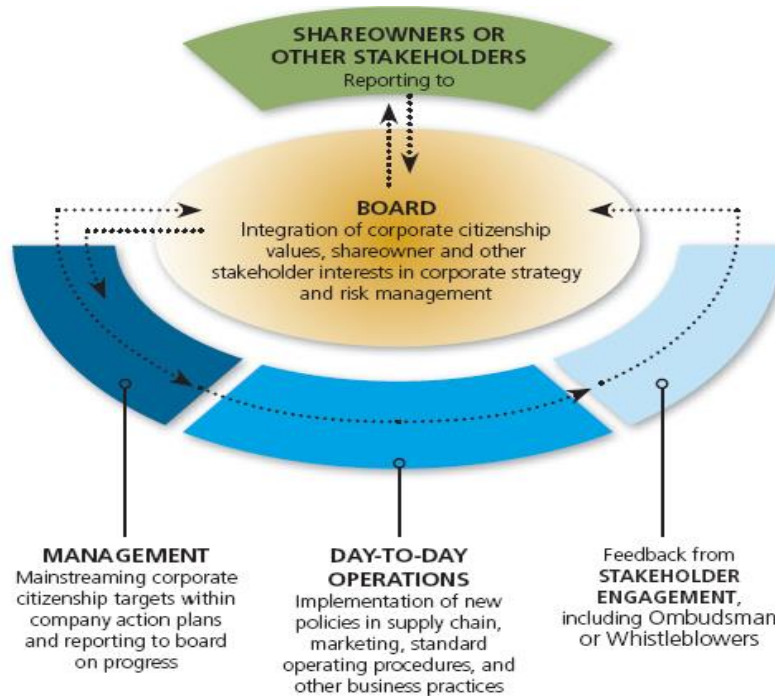 SHAREOWNERS OR
OTHER STAKEHOLDERS
Reporting to
BOARD
Integration of corporate citizenship
values, shareowner and other
stakeholder interests in corporate strategy
and risk management
MANAGEMENT
Mainstreaming corporate
citizenship targets within
company action plans
and reporting to board
on progress
DAY-TO-DAY
OPERATIONS
Implementation of new
policies in supply chain,
marketing, standard
operating procedures, and
other business practices
Feedback from
STAKEHOLDER
ENGAGEMENT,
including Ombudsman
or Whistleblowers